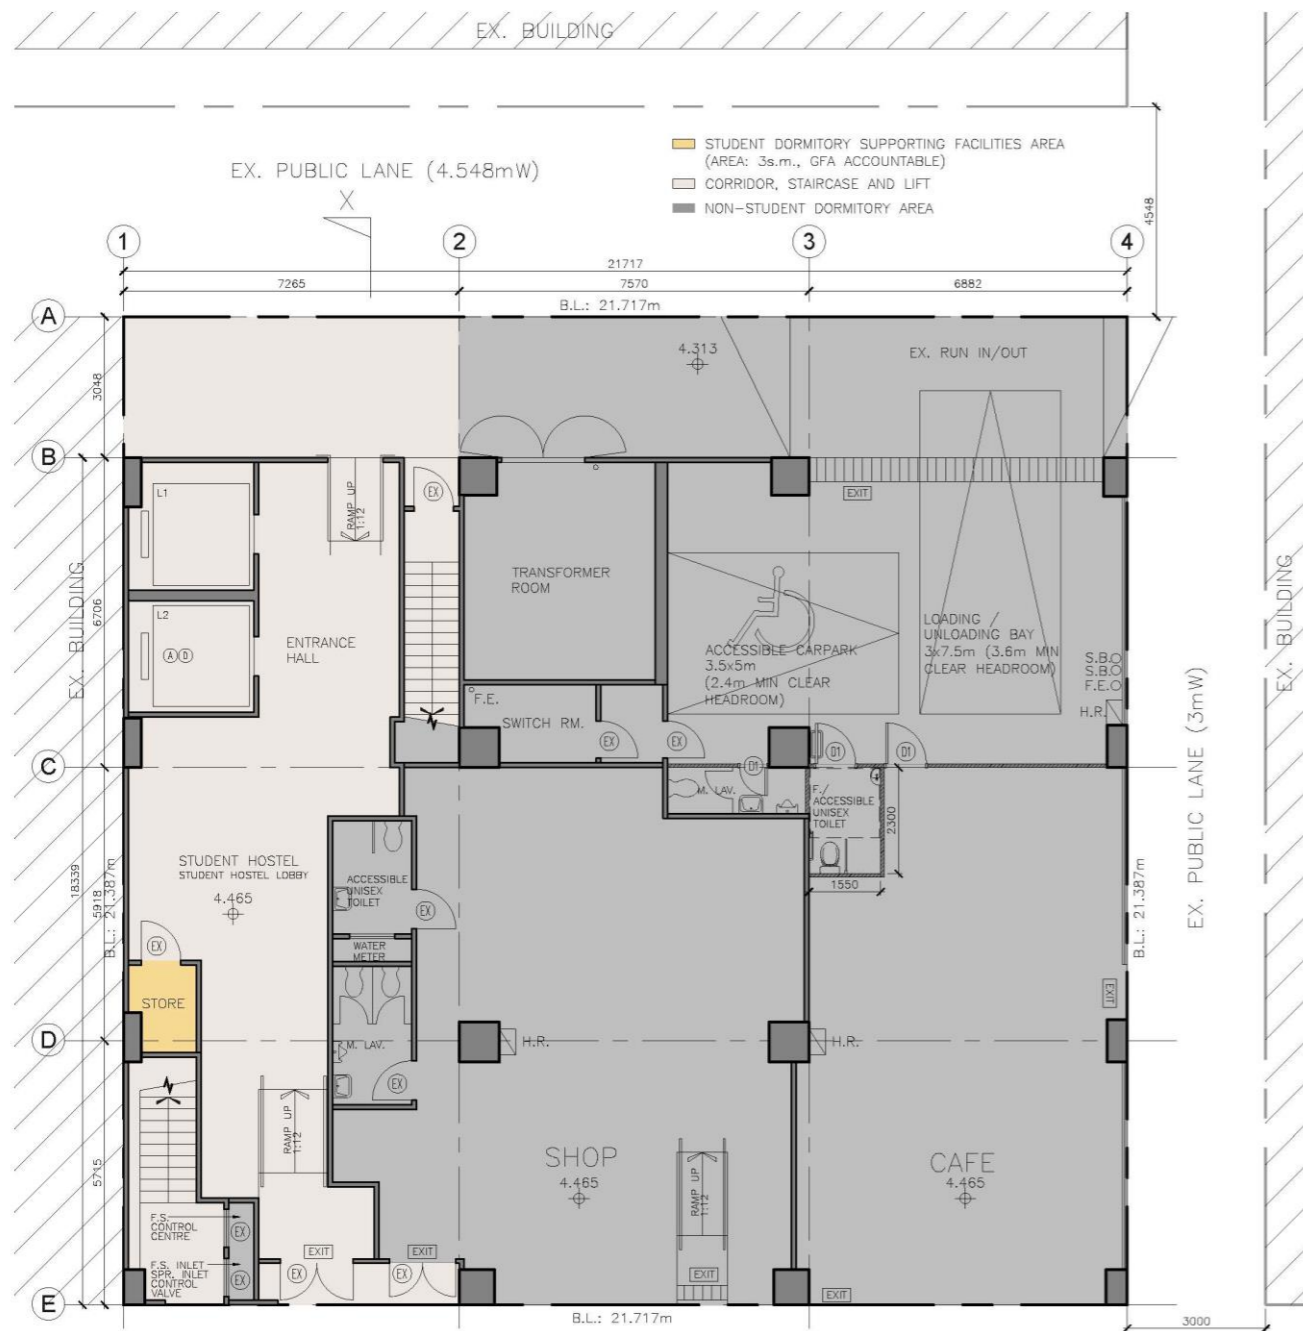 EX. BUILDING
EX. PUBLIC LANE (4.548mW)
X
STUDENT DORMITORY SUPPORTING FACILITIES AREA
(AREA: 3s.m., GFA ACCOUNTABLE)
CORRIDOR, STAIRCASE AND LIFT
NON-STUDENT DORMITORY AREA
4548
1
2
3
4
21717
7265
7570
6882
B.L.: 21.717m
A
3048
4.313
EX. RUN IN/OUT
B
L1
RAMP UP
1:12
EX
EXIT
TRANSFORMER
ROOM
EX. BUILDING
6706
L2
A
D
ENTRANCE
HALL
ACCESSIBLE CARPARK
3.5x5m
(2.4m MIN CLEAR
HEADROOM)
LOADING /
UNLOADING BAY
3x7.5m (3.6m MIN
CLEAR HEADROOM)
S.B.
S.B.
F.E.
H.R.
EX. BUILDING
EX. PUBLIC LANE (3mW)
F.E.
SWITCH RM.
EX
EX
D1
D1
C
D1
M. LAV.
F./
ACCESSIBLE
UNISEX
TOILET
2300
1550
18339
5918
B.L.: 21.387m
STUDENT HOSTEL
STUDENT HOSTEL LOBBY
4.465
ACCESSIBLE
UNISEX
TOILET
EX
EX
WATER
METER
B.L.: 21.387m
STORE
EXIT
D
M. LAV.
H.R.
H.R.
EX
5715
RAMP UP
1:12
SHOP
4.465
RAMP UP
1:12
CAFE
4.465
F.S.
CONTROL
CENTRE
EX
F.S. INLET
SPR. INLET
CONTROL
VALVE
EX
EXIT
EX
EXIT
EX
EXIT
EXIT
E
B.L.: 21.717m
3000